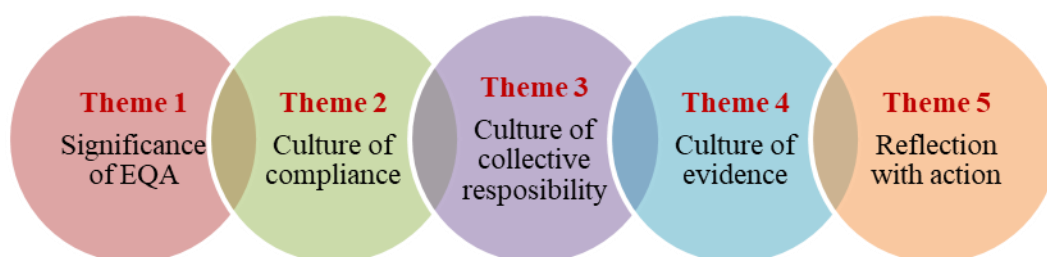 Theme 1
Significance
of EQA
Theme 2
Culture of
compliance
Theme 3
Culture of
collective
resposibility
Theme 4
Culture of
evidence
Theme 5
Reflection
with action